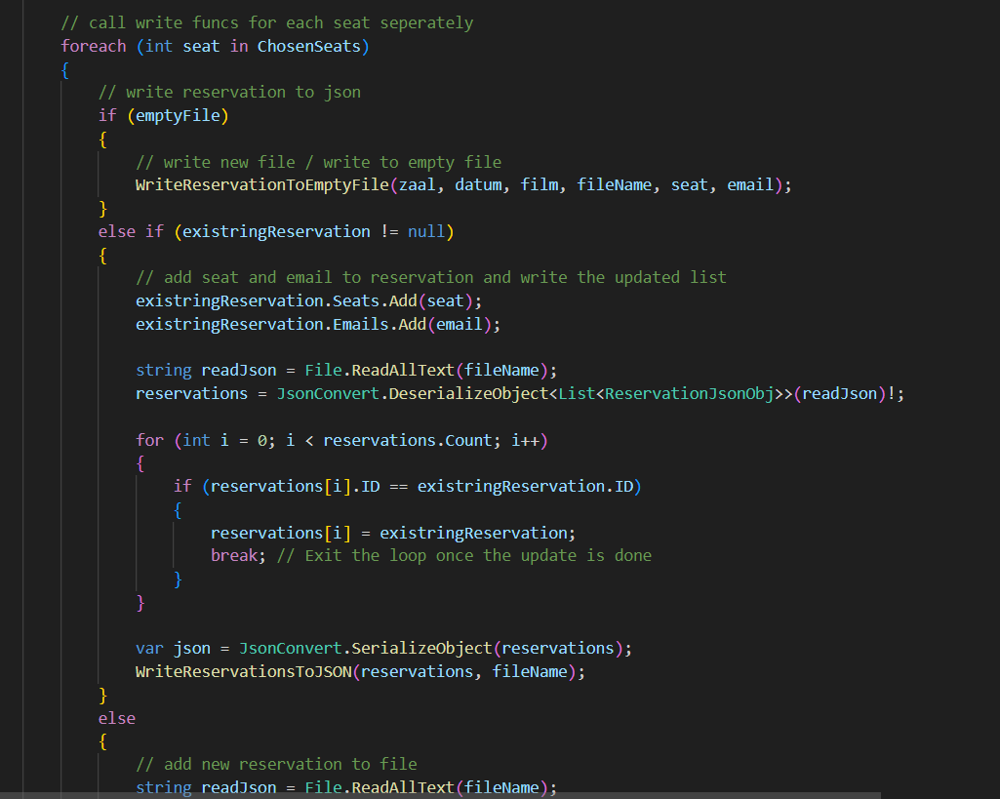 // call write funcs for each seat seperately
foreach (int seat in ChosenSeats)
{
// write reservation to json
if (emptyFile)
{
// write new file / write to empty file
WriteReservationToEmptyFile(zaal, datum, film, fileName, seat, email);
}
else if (existringReservation != null)
{
// add seat and email to reservation and write the updated list
existringReservation.Seats.Add(seat);
existringReservation.Emails.Add(email);
string readJson = File.ReadAllText(fileName);
reservations = JsonConvert.DeserializeObject<List<ReservationJsonObj>>(readJson)!;
for (int i = 0; i < reservations.Count; i++)
{
if (reservations[i].ID == existringReservation.ID)
{
reservations[i] = existringReservation;
break; // Exit the loop once the update is done
}
}
var json = JsonConvert.SerializeObject(reservations);
WriteReservationsToJSON(reservations, fileName);
}
else
{
// add new reservation to file
string readJson = File.ReadAllText(fileName);